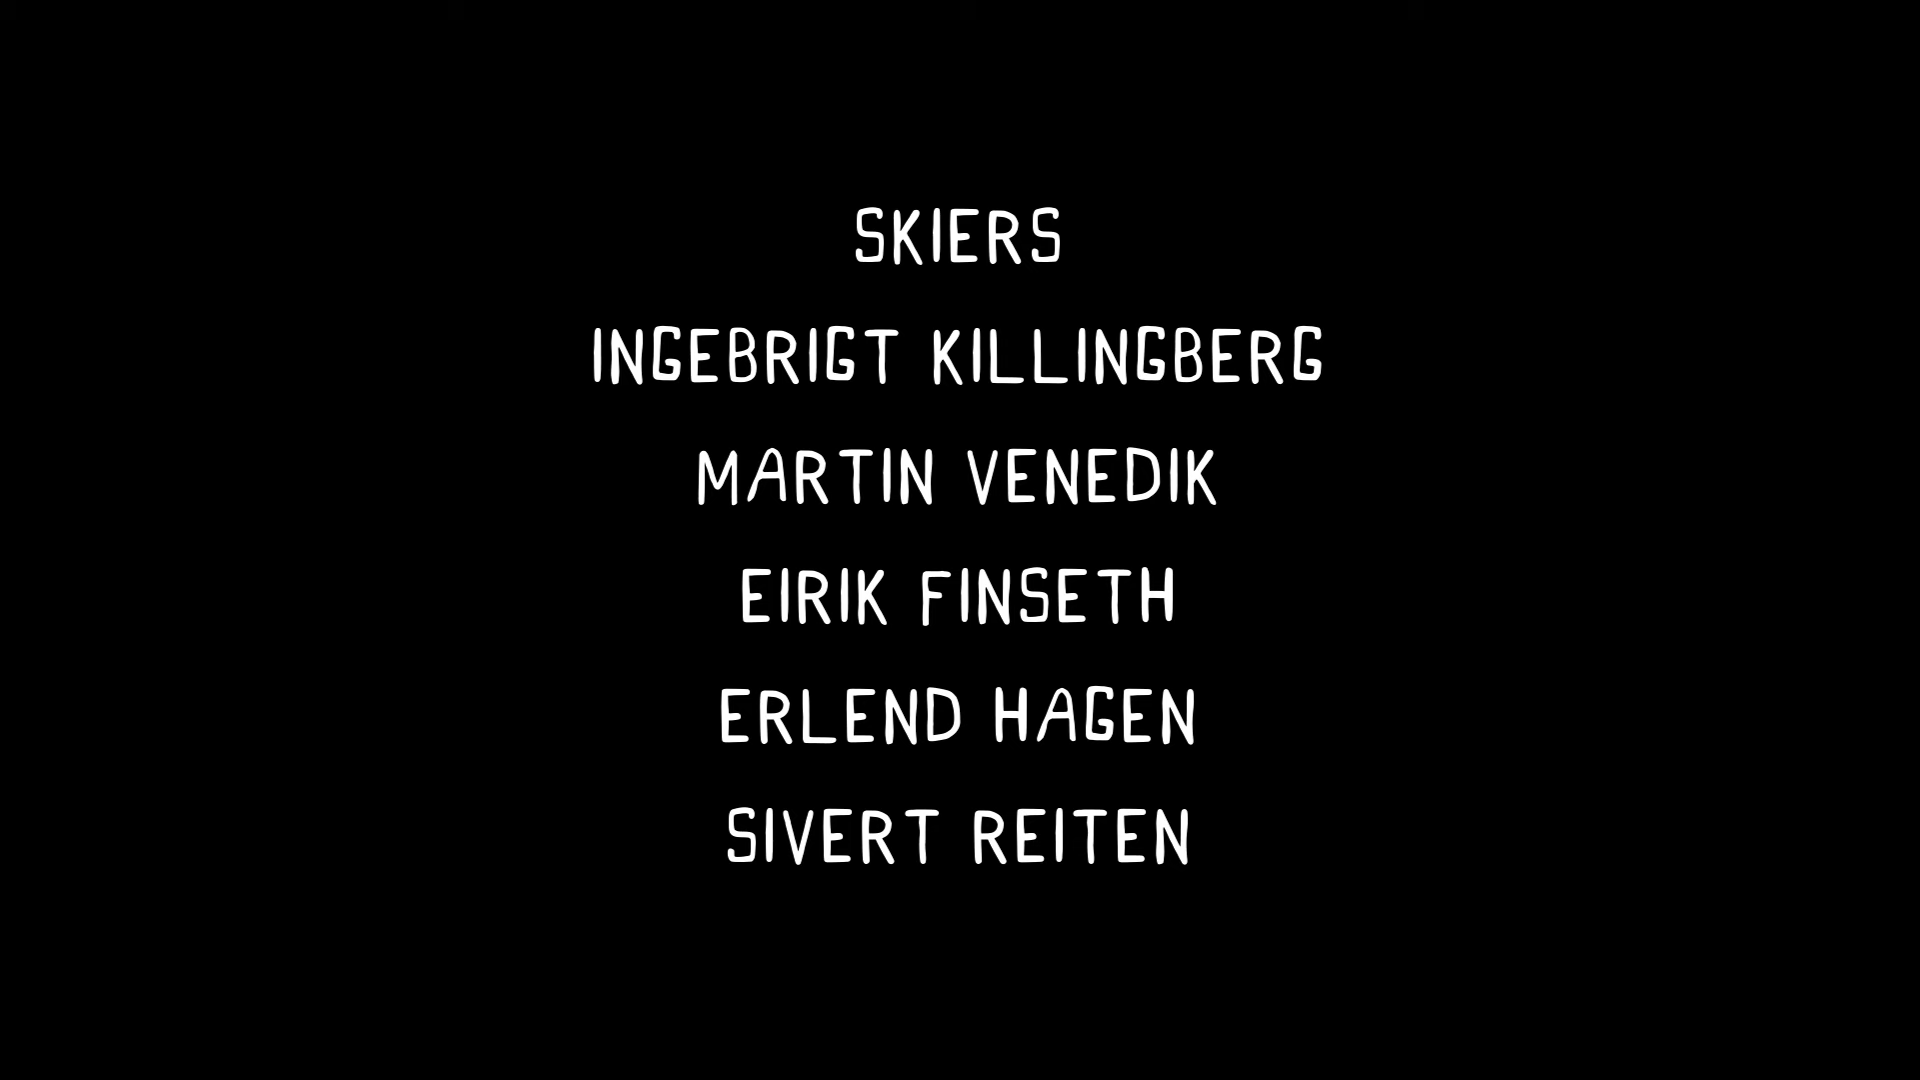 SKIERS
INGEBRIGT KILLINGBERG
MARTIN VENEDIK
EIRIK FINSETH
ERLEND HAGEN
SIVERT REITEN